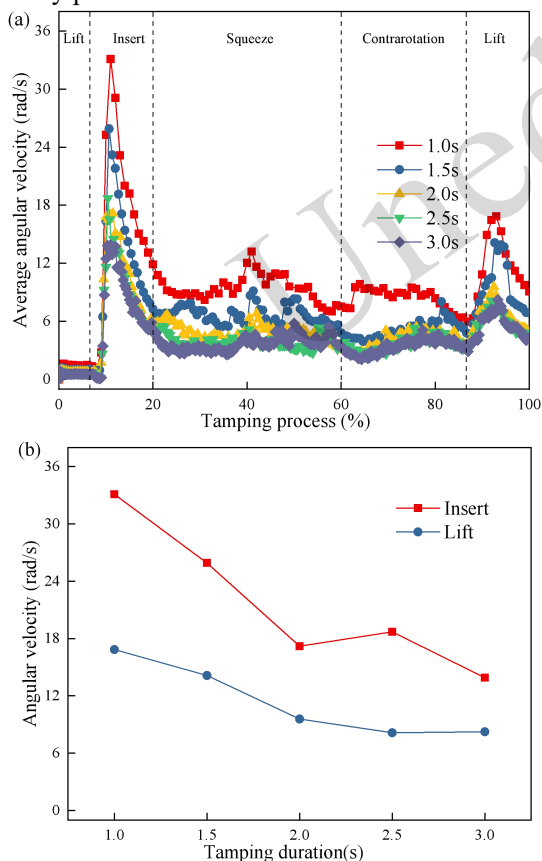 (a)
Lift Insert Squeeze Contrarotation Lift
36
30
24
18
12
6
0
Average angular velocity (rad/s)
1.0s
1.5s
2.0s
2.5s
3.0s
0 20 40 60 80 100
Tamping process (%)
(b)
36
30
24
18
12
6
0
Angular velocity (rad/s)
Insert
Lift
1.0 1.5 2.0 2.5 3.0
Tamping duration(s)